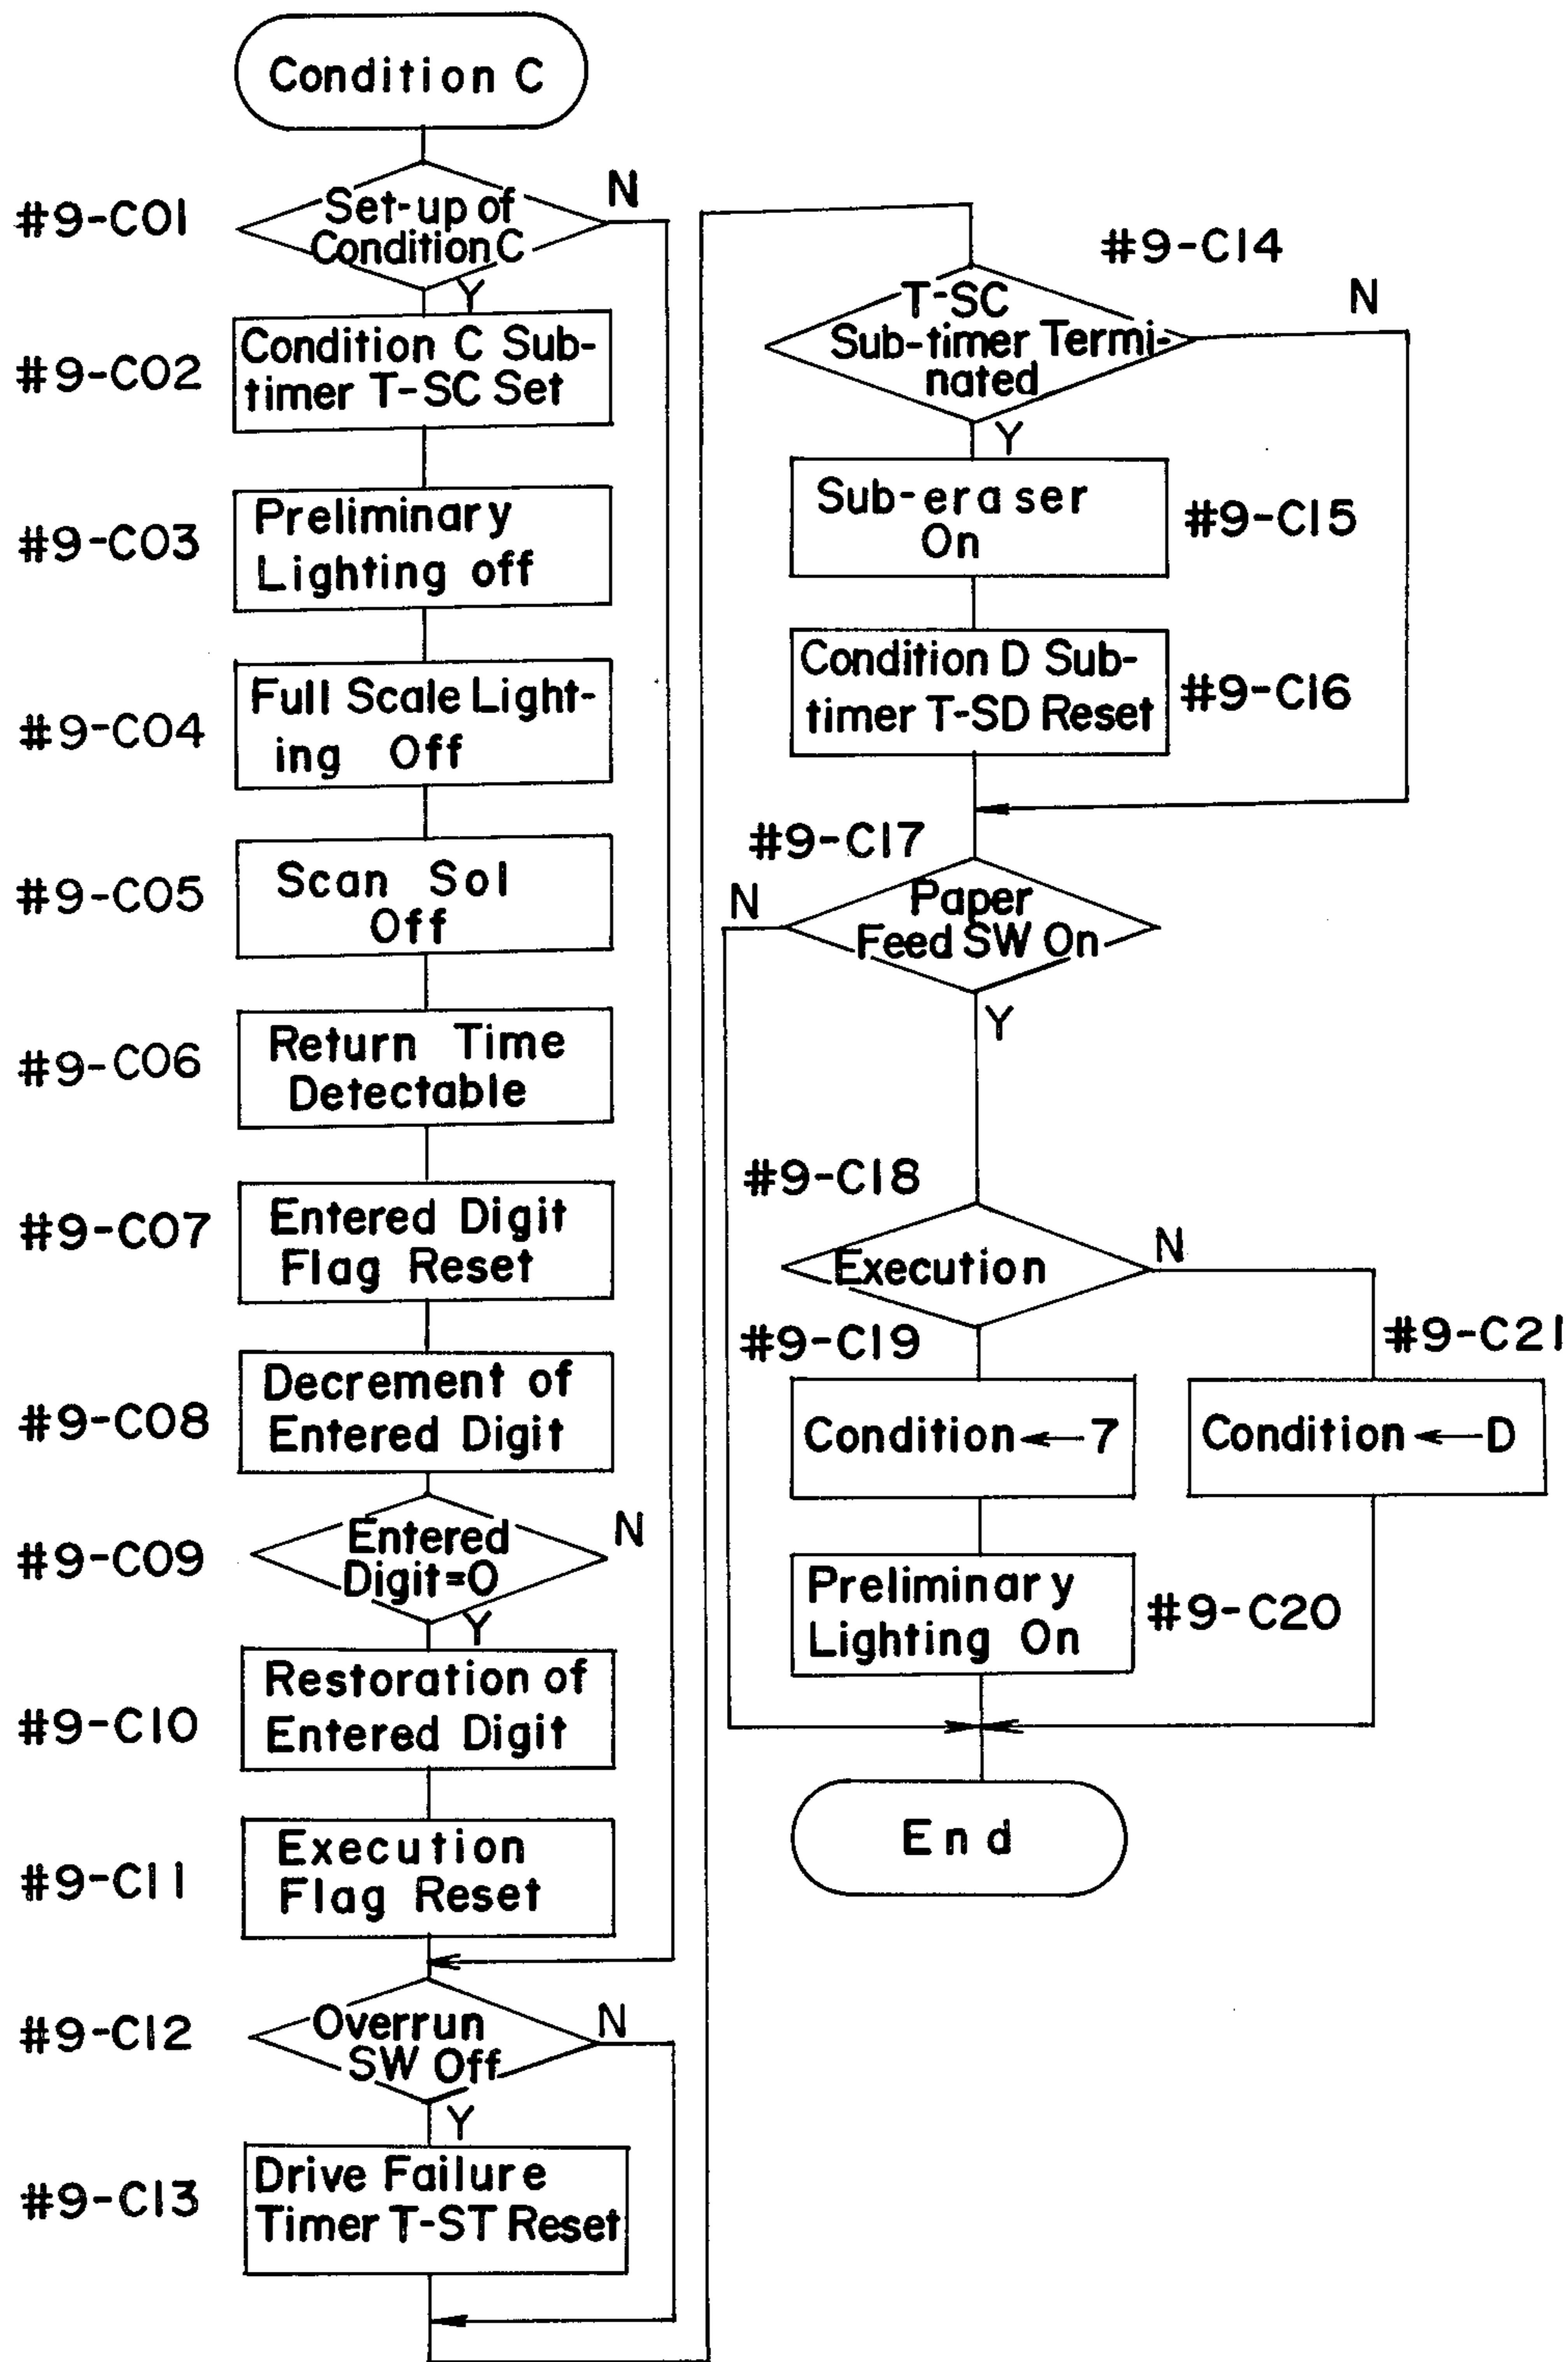 Condition C
#9-C01
Set-up of
Condition C
N
Y
#9-C02
Condition C Sub-
timer T-SC Set
#9-C03
Preliminary
Lighting off
#9-C04
Full Scale Light-
ing Off
#9-C05
Scan Sol
Off
#9-C06
Return Time
Detectable
#9-C07
Entered Digit
Flag Reset
#9-C08
Decrement of
Entered Digit
#9-C09
Entered
Digit=0
N
Y
#9-C10
Restoration of
Entered Digit
#9-C11
Execution
Flag Reset
#9-C12
Overrun
SW Off
N
Y
#9-C13
Drive Failure
Timer T-ST Reset
#9-C14
T-SC
Sub-timer Termi-
nated
N
Y
Sub-eraser
On
#9-C15
Condition D Sub-
timer T-SD Reset
#9-C16
#9-C17
Paper
Feed SW On
N
Y
#9-C18
Execution
N
#9-C19
Condition ← 7
#9-C21
Condition ← D
Preliminary
Lighting On
#9-C20
End